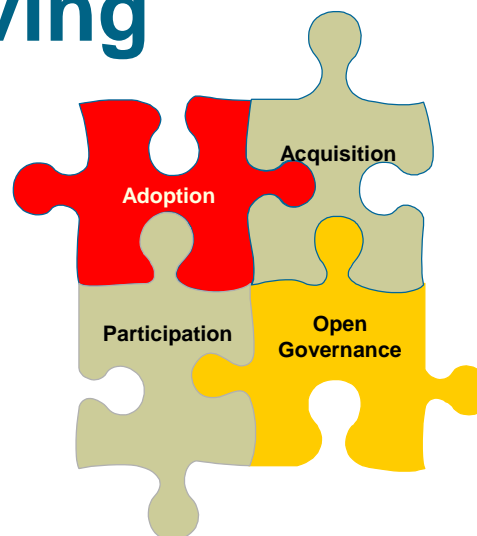 ving
Acquisition
Adoption
Participation
Open
Governance